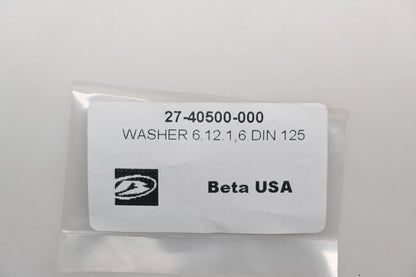 27-40500-000
WASHER 6.12.1,6 DIN 125
Beta USA